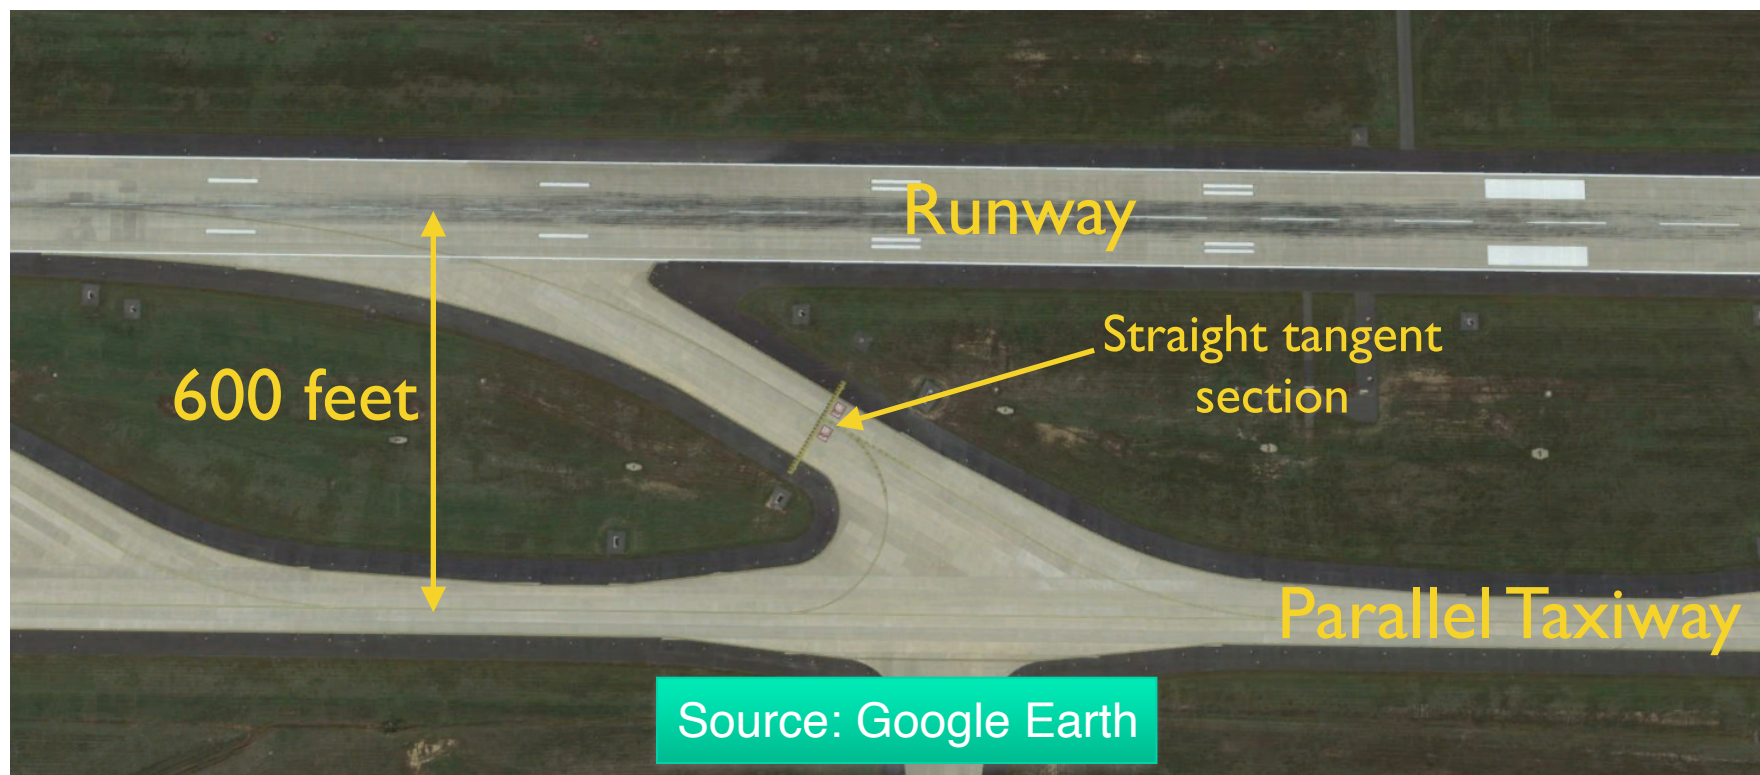 Runway
Straight tangent
section
600 feet
Parallel Taxiway
Source: Google Earth